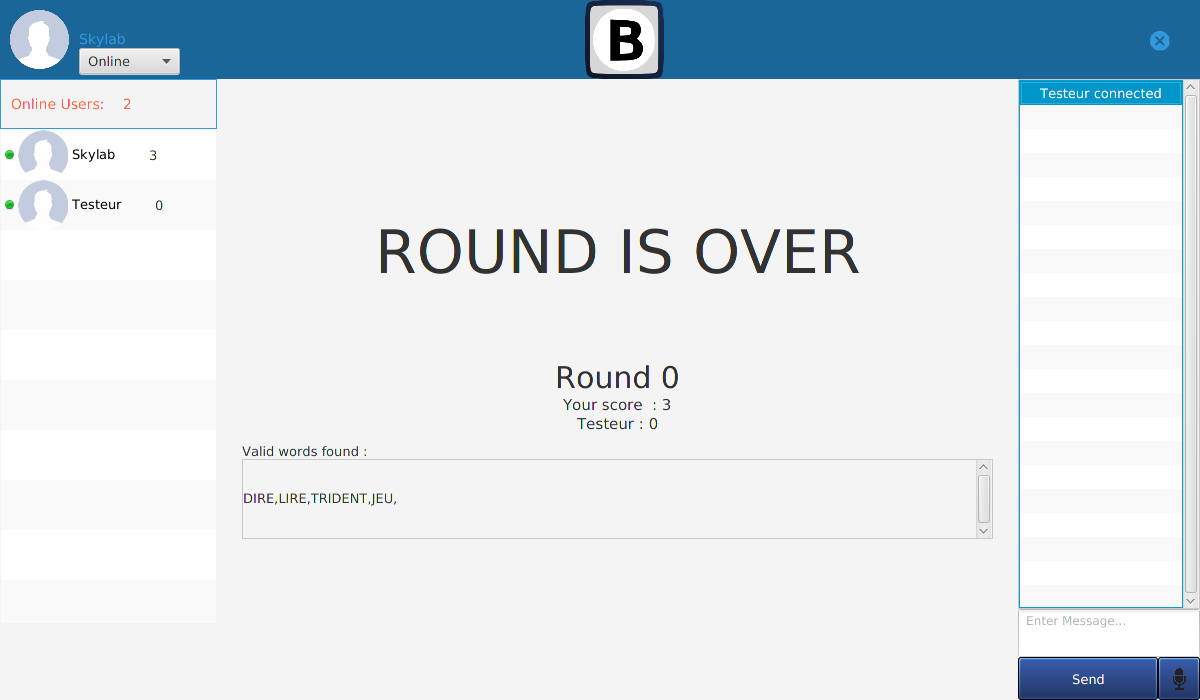 Skylab
Online
B
Online Users: 2
Skylab 3
Testeur 0
ROUND IS OVER
Round 0
Your score : 3
Testeur : 0
Valid words found :
DIRE,LIRE,TRIDENT,JEU,
Testeur connected
Enter Message...
Send